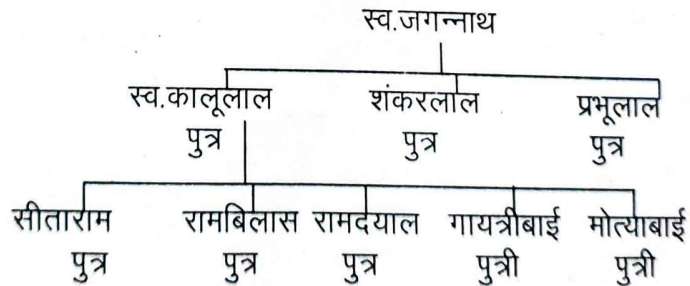 स्व.जगन्नाथ
स्व.कालूलाल शंकरलाल प्रभूलाल
पुत्र पुत्र पुत्र
सीताराम रामबिलास रामदयाल गायत्रीबाई मोत्याबाई
पुत्र पुत्र पुत्र पुत्री पुत्री